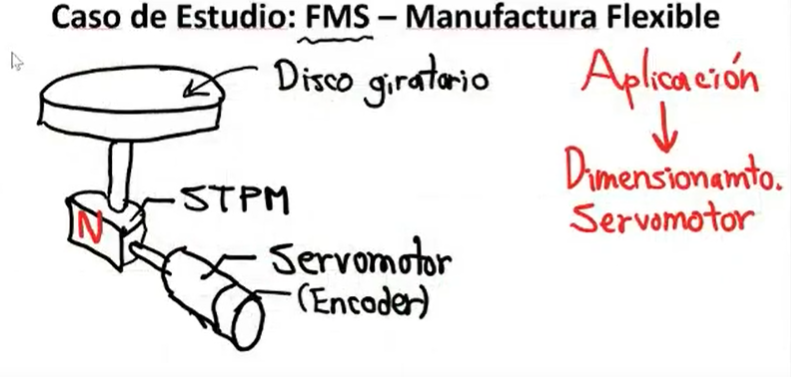 Caso de Estudio: FMS – Manufactura Flexible
Disco giratorio
STPM
N
Servomotor
(Encoder)
Aplicación
Dimensionamto.
Servomotor